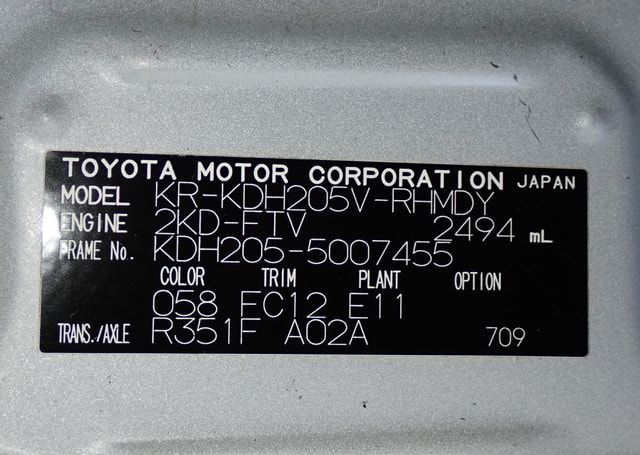 TOYOTA MOTOR CORPORATION JAPAN
MODEL KR-KDH205V-RHMDY
ENGINE 2KD-FTV 2494 mL
FRAME No. KDH205-5007455
COLOR TRIM PLANT OPTION
058 FC12 E11
TRANS./AXLE R351F A02A 709